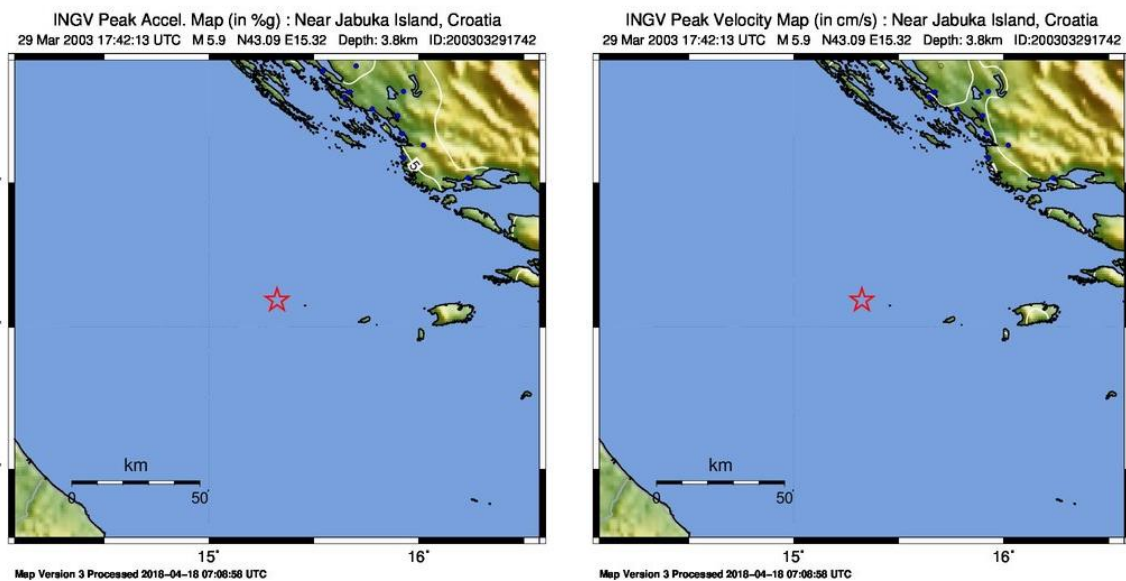 INGV Peak Accel. Map (in %g) : Near Jabuka Island, Croatia
29 Mar 2003 17:42:13 UTC M 5.9 N43.09 E15.32 Depth: 3.8km ID:200303291742
5
km
0 50
15° 16°
Map Version 3 Processed 2018-04-18 07:08:58 UTC
INGV Peak Velocity Map (in cm/s) : Near Jabuka Island, Croatia
29 Mar 2003 17:42:13 UTC M 5.9 N43.09 E15.32 Depth: 3.8km ID:200303291742
km
0 50
15° 16°
Map Version 3 Processed 2018-04-18 07:08:58 UTC